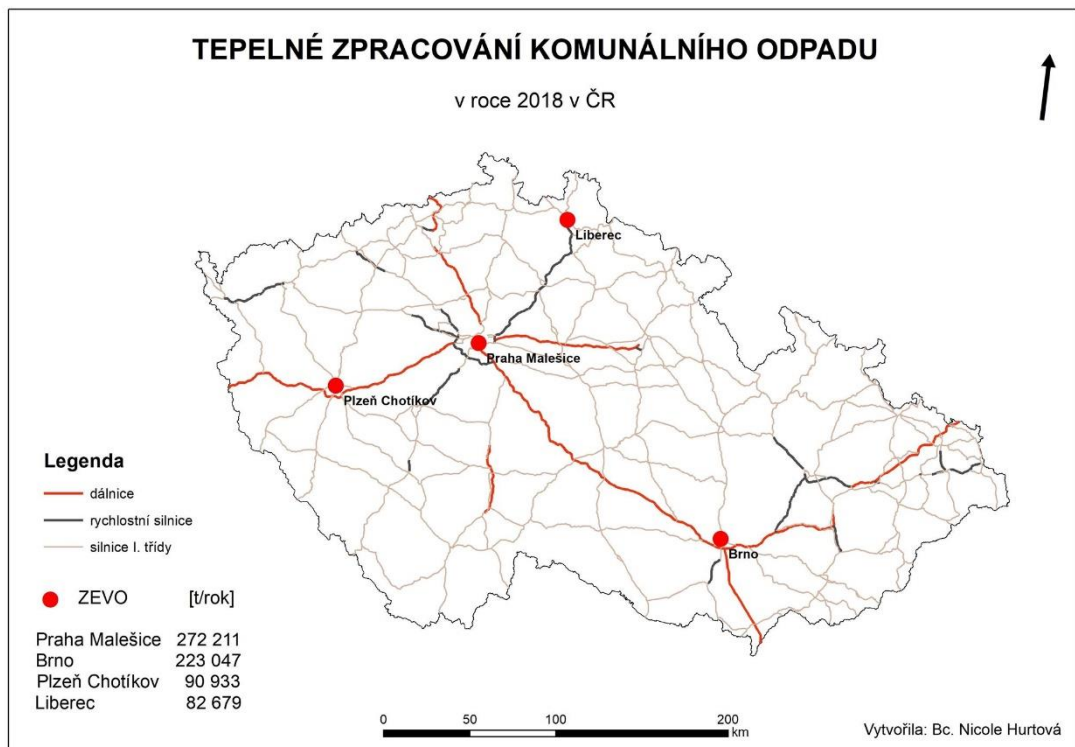 TEPELNÉ ZPRACOVÁNÍ KOMUNÁLNÍHO ODPADU
v roce 2018 v ČR
Liberec
Praha Malešice
Plzeň Chotíkov
Brno
Legenda
dálnice
rychlostní silnice
silnice I. třídy
ZEVO [t/rok]
Praha Malešice 272 211
Brno 223 047
Plzeň Chotíkov 90 933
Liberec 82 679
0 50 100 200
km
Vytvořila: Bc. Nicole Hurtová